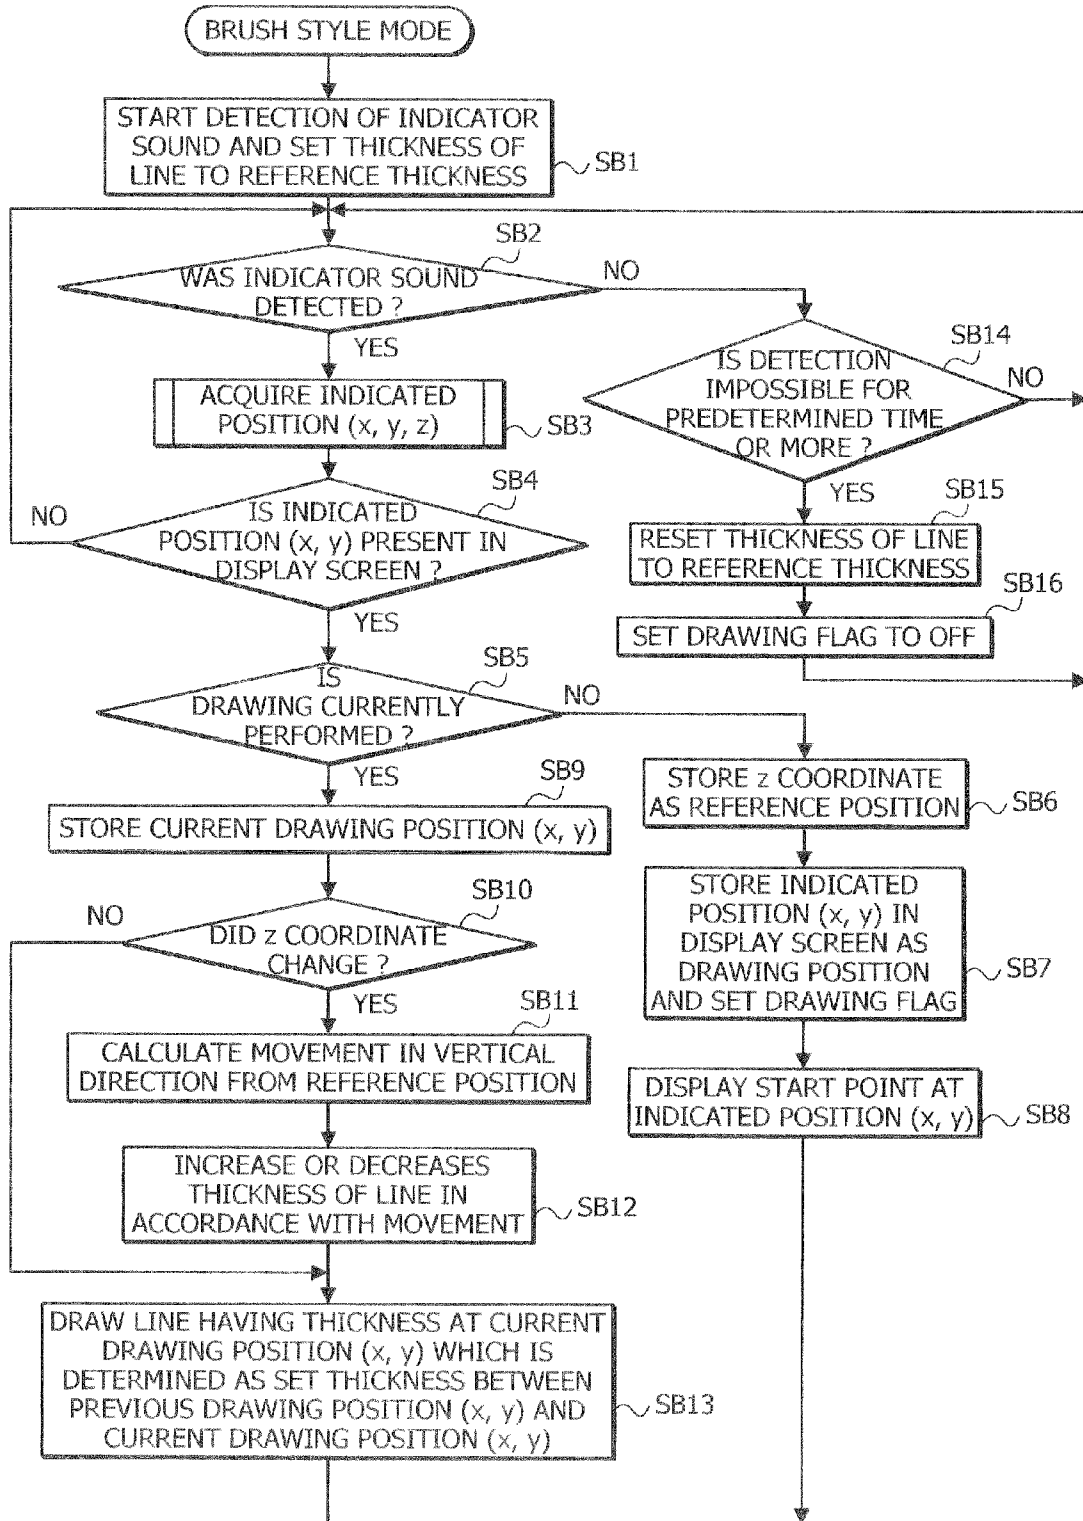 BRUSH STYLE MODE
START DETECTION OF INDICATOR
SOUND AND SET THICKNESS OF
LINE TO REFERENCE THICKNESS
SB1
SB2
WAS INDICATOR SOUND
DETECTED ?
NO
YES
SB14
IS DETECTION
IMPOSSIBLE FOR
PREDETERMINED TIME
OR MORE ?
NO
YES
ACQUIRE INDICATED
POSITION (x, y, z)
SB3
SB4
NO
IS INDICATED
POSITION (x, y) PRESENT IN
DISPLAY SCREEN ?
YES
SB15
RESET THICKNESS OF LINE
TO REFERENCE THICKNESS
SB16
SET DRAWING FLAG TO OFF
SB5
IS
DRAWING CURRENTLY
PERFORMED ?
NO
YES
STORE z COORDINATE
AS REFERENCE POSITION
SB6
SB9
STORE CURRENT DRAWING POSITION (x, y)
STORE INDICATED
POSITION (x, y) IN
DISPLAY SCREEN AS
DRAWING POSITION
AND SET DRAWING FLAG
SB7
SB10
NO
DID z COORDINATE
CHANGE ?
YES
SB11
CALCULATE MOVEMENT IN VERTICAL
DIRECTION FROM REFERENCE POSITION
DISPLAY START POINT AT
INDICATED POSITION (x, y)
SB8
INCREASE OR DECREASES
THICKNESS OF LINE IN
ACCORDANCE WITH MOVEMENT
SB12
DRAW LINE HAVING THICKNESS AT CURRENT
DRAWING POSITION (x, y) WHICH IS
DETERMINED AS SET THICKNESS BETWEEN
PREVIOUS DRAWING POSITION (x, y) AND
CURRENT DRAWING POSITION (x, y)
SB13